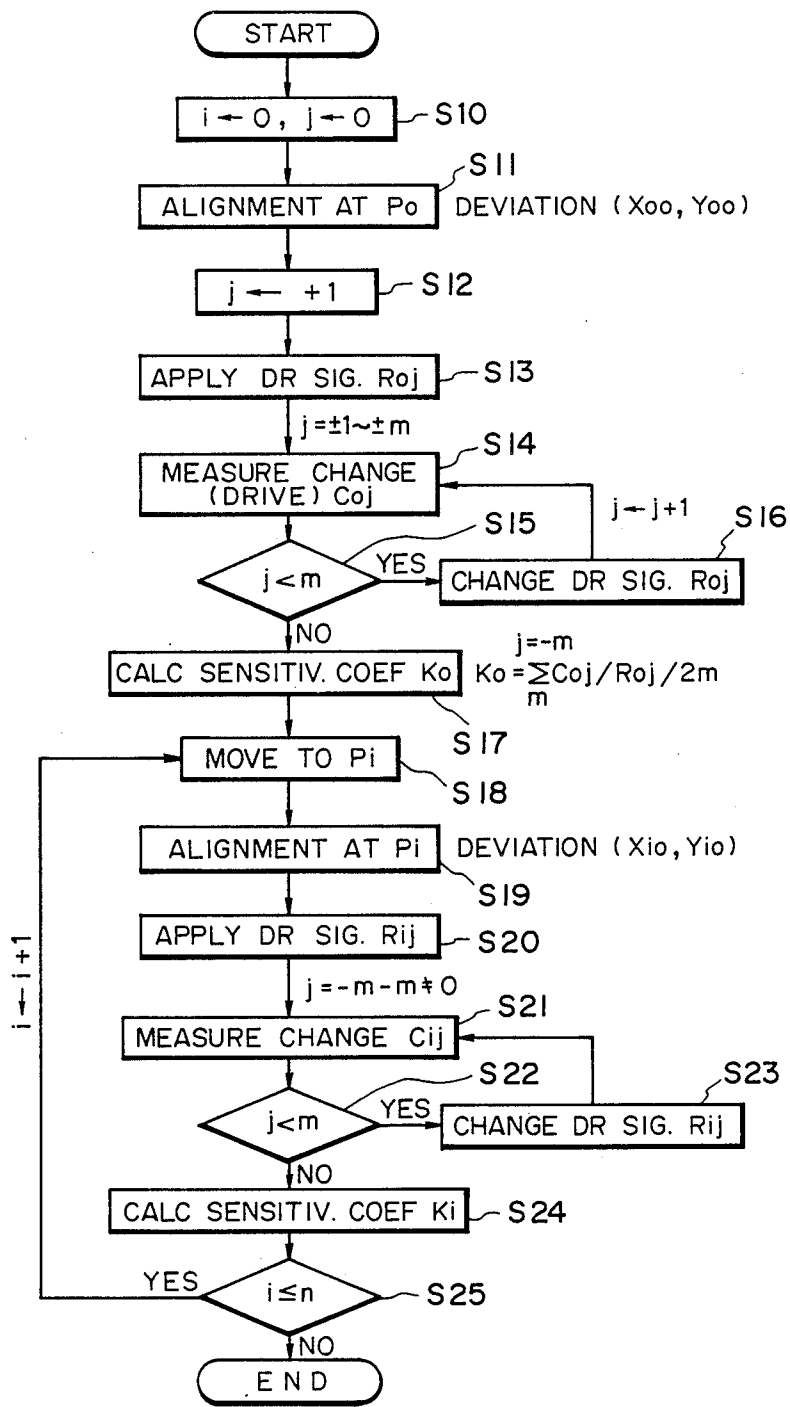 START
i ← 0, j ← 0
S10
S11
ALIGNMENT AT Po DEVIATION (Xoo, Yoo)
j ← +1
S12
APPLY DR SIG. Roj
S13
j=±1~±m
S14
MEASURE CHANGE
(DRIVE) Coj
j←j+1
S15
S16
j<m
YES
CHANGE DR SIG. Roj
NO
j=-m
CALC SENSITIV. COEF Ko Ko=∑Coj/Roj/2m
m
S17
MOVE TO Pi
S18
ALIGNMENT AT Pi DEVIATION (Xio, Yio)
S19
APPLY DR SIG. Rij
S20
i←i+1
j=-m-m≠0
S21
MEASURE CHANGE Cij
S22
S23
j<m
YES
CHANGE DR SIG. Rij
NO
CALC SENSITIV. COEF Ki
S24
YES
i≤n
S25
NO
END